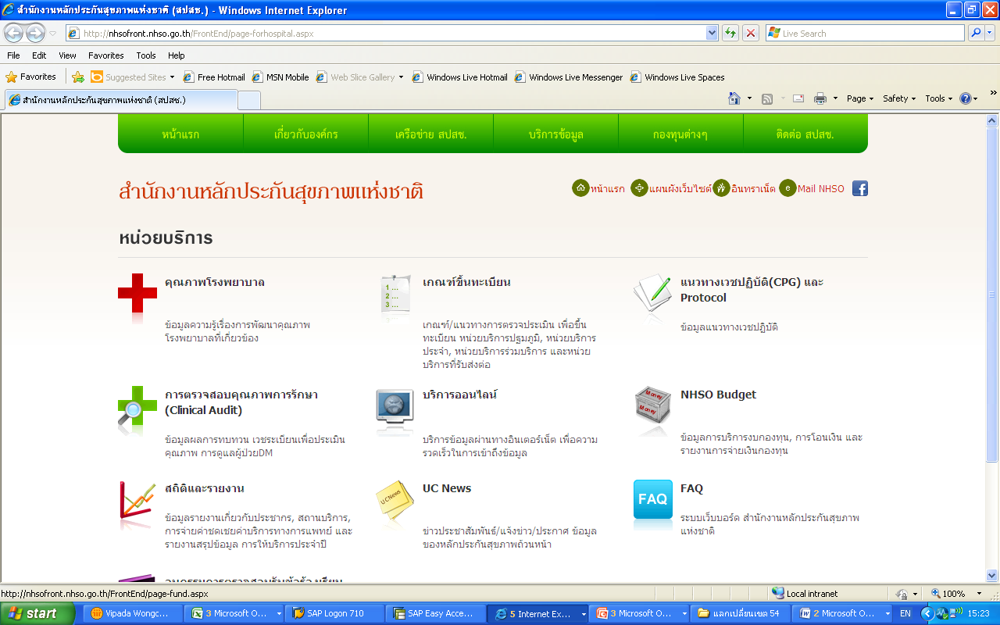 สำนักงานหลักประกันสุขภาพแห่งชาติ (สปสช.) - Windows Internet Explorer
http://nhsofront.nhso.go.th/FrontEnd/page-forhospital.aspx
Live Search
File Edit View Favorites Tools Help
Favorites Suggested Sites Free Hotmail MSN Mobile Web Slice Gallery Windows Live Hotmail Windows Live Messenger Windows Live Spaces
สำนักงานหลักประกันสุขภาพแห่งชาติ (สปสช.)
Page Safety Tools
หน้าแรก เกี่ยวกับองค์กร เครือข่าย สปสช. บริการข้อมูล กองทุนต่างๆ ติดต่อ สปสช.
สำนักงานหลักประกันสุขภาพแห่งชาติ
หน้าแรก แผนผังเว็บไซต์ อินทราเน็ต Mail NHSO
หน่วยบริการ
คุณภาพโรงพยาบาล
ข้อมูลความรู้เรื่องการพัฒนาคุณภาพ
โรงพยาบาลที่เกี่ยวข้อง
1 ...
2 ...
3 ...
เกณฑ์ขึ้นทะเบียน
เกณฑ์/แนวทางการตรวจประเมิน เพื่อขึ้น
ทะเบียน หน่วยบริการปฐมภูมิ, หน่วยบริการ
ประจำ, หน่วยบริการร่วมบริการ และหน่วย
บริการที่รับส่งต่อ
แนวทางเวชปฏิบัติ(CPG) และ
Protocol
ข้อมูลแนวทางเวชปฏิบัติ
การตรวจสอบคุณภาพการรักษา
(Clinical Audit)
ข้อมูลผลการทบทวน เวชระเบียนเพื่อประเมิน
คุณภาพ การดูแลผู้ป่วยDM
บริการออนไลน์
บริการข้อมูลผ่านทางอินเตอร์เน็ต เพื่อความ
รวดเร็วในการเข้าถึงข้อมูล
Money
Money
NHSO Budget
ข้อมูลการบริการงบกองทุน, การโอนเงิน และ
รายงานการจ่ายเงินกองทุน
สถิติและรายงาน
ข้อมูลรายงานเกี่ยวกับประชากร, สถานบริการ,
การจ่ายค่าชดเชยค่าบริการทางการแพทย์ และ
รายงานสรุปข้อมูล การให้บริการประจำปี
UC News
UC News
ข่าวประชาสัมพันธ์/แจ้งข่าว/ประกาศ ข้อมูล
ของหลักประกันสุขภาพถ้วนหน้า
FAQ
FAQ
ระบบเว็บบอร์ด สำนักงานหลักประกันสุขภาพ
แห่งชาติ
http://nhsofront.nhso.go.th/FrontEnd/page-fund.aspx
Local intranet
100%
start
Vipada Wongc...
3 Microsoft O...
SAP Logon 710
SAP Easy Acce...
5 Internet Ex...
3 Microsoft O...
แลกเปลี่ยนเขต 54
2 Microsoft O...
EN
15:23